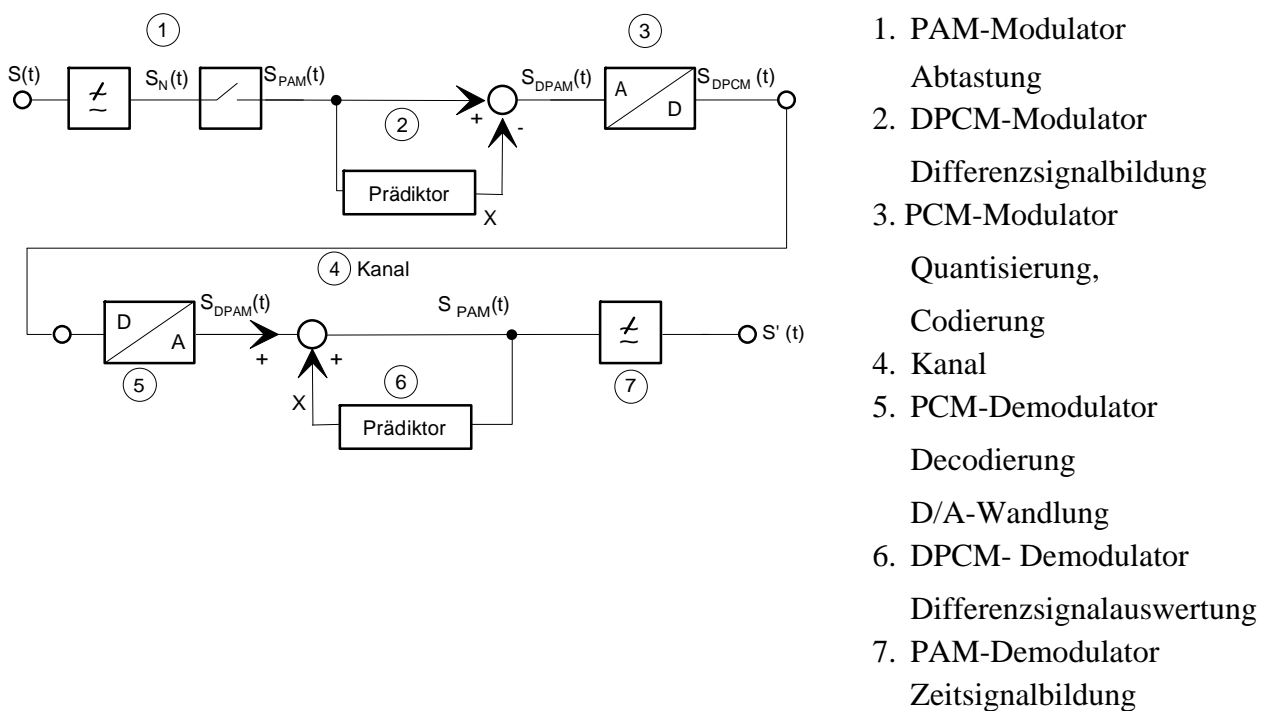 1
3
S(t)
S_N(t)
S_PAM(t)
S_DPAM(t)
A
D
S_DPCM (t)
+
-
2
Prädiktor
X
4 Kanal
D
A
S_DPAM(t)
S_PAM(t)
S' (t)
+
+
5
6
7
X
Prädiktor
1. PAM-Modulator
Abtastung
2. DPCM-Modulator
Differenzsignalbildung
3. PCM-Modulator
Quantisierung,
Codierung
4. Kanal
5. PCM-Demodulator
Decodierung
D/A-Wandlung
6. DPCM- Demodulator
Differenzsignalauswertung
7. PAM-Demodulator
Zeitsignalbildung